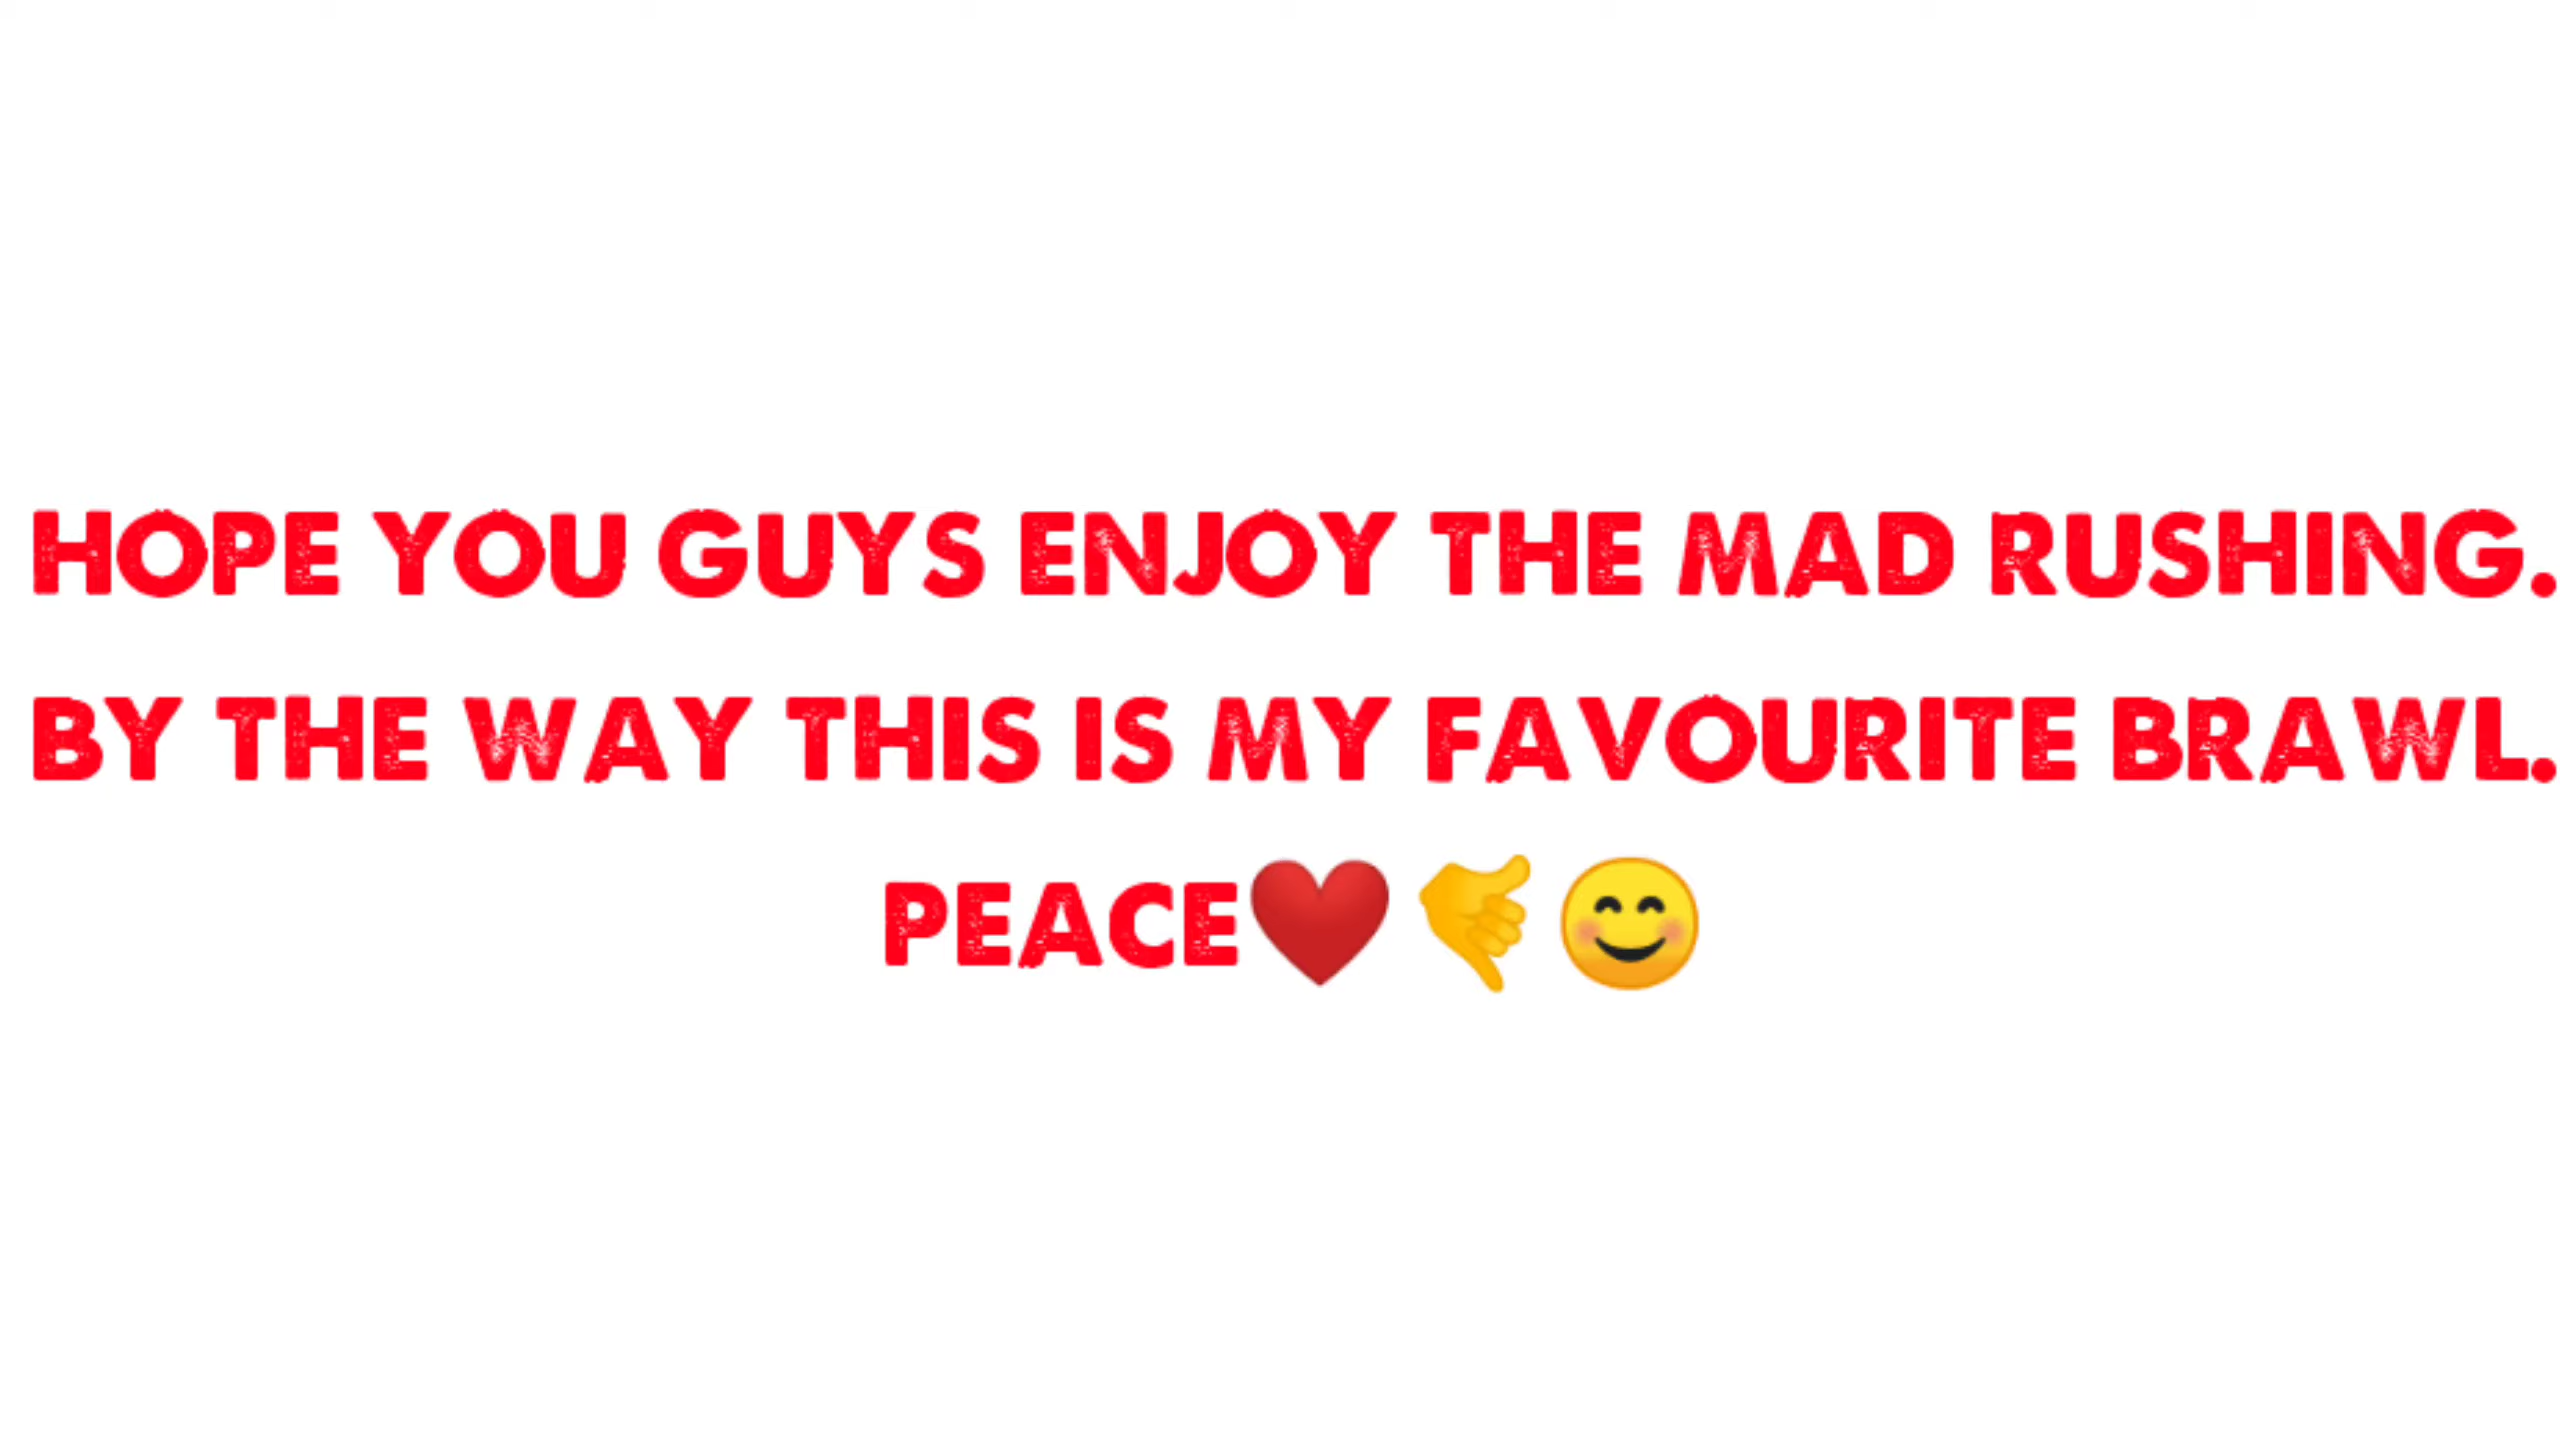 HOPE YOU GUYS ENJOY THE MAD RUSHING.
BY THE WAY THIS IS MY FAVOURITE BRAWL.
PEACE❤️🤙😊